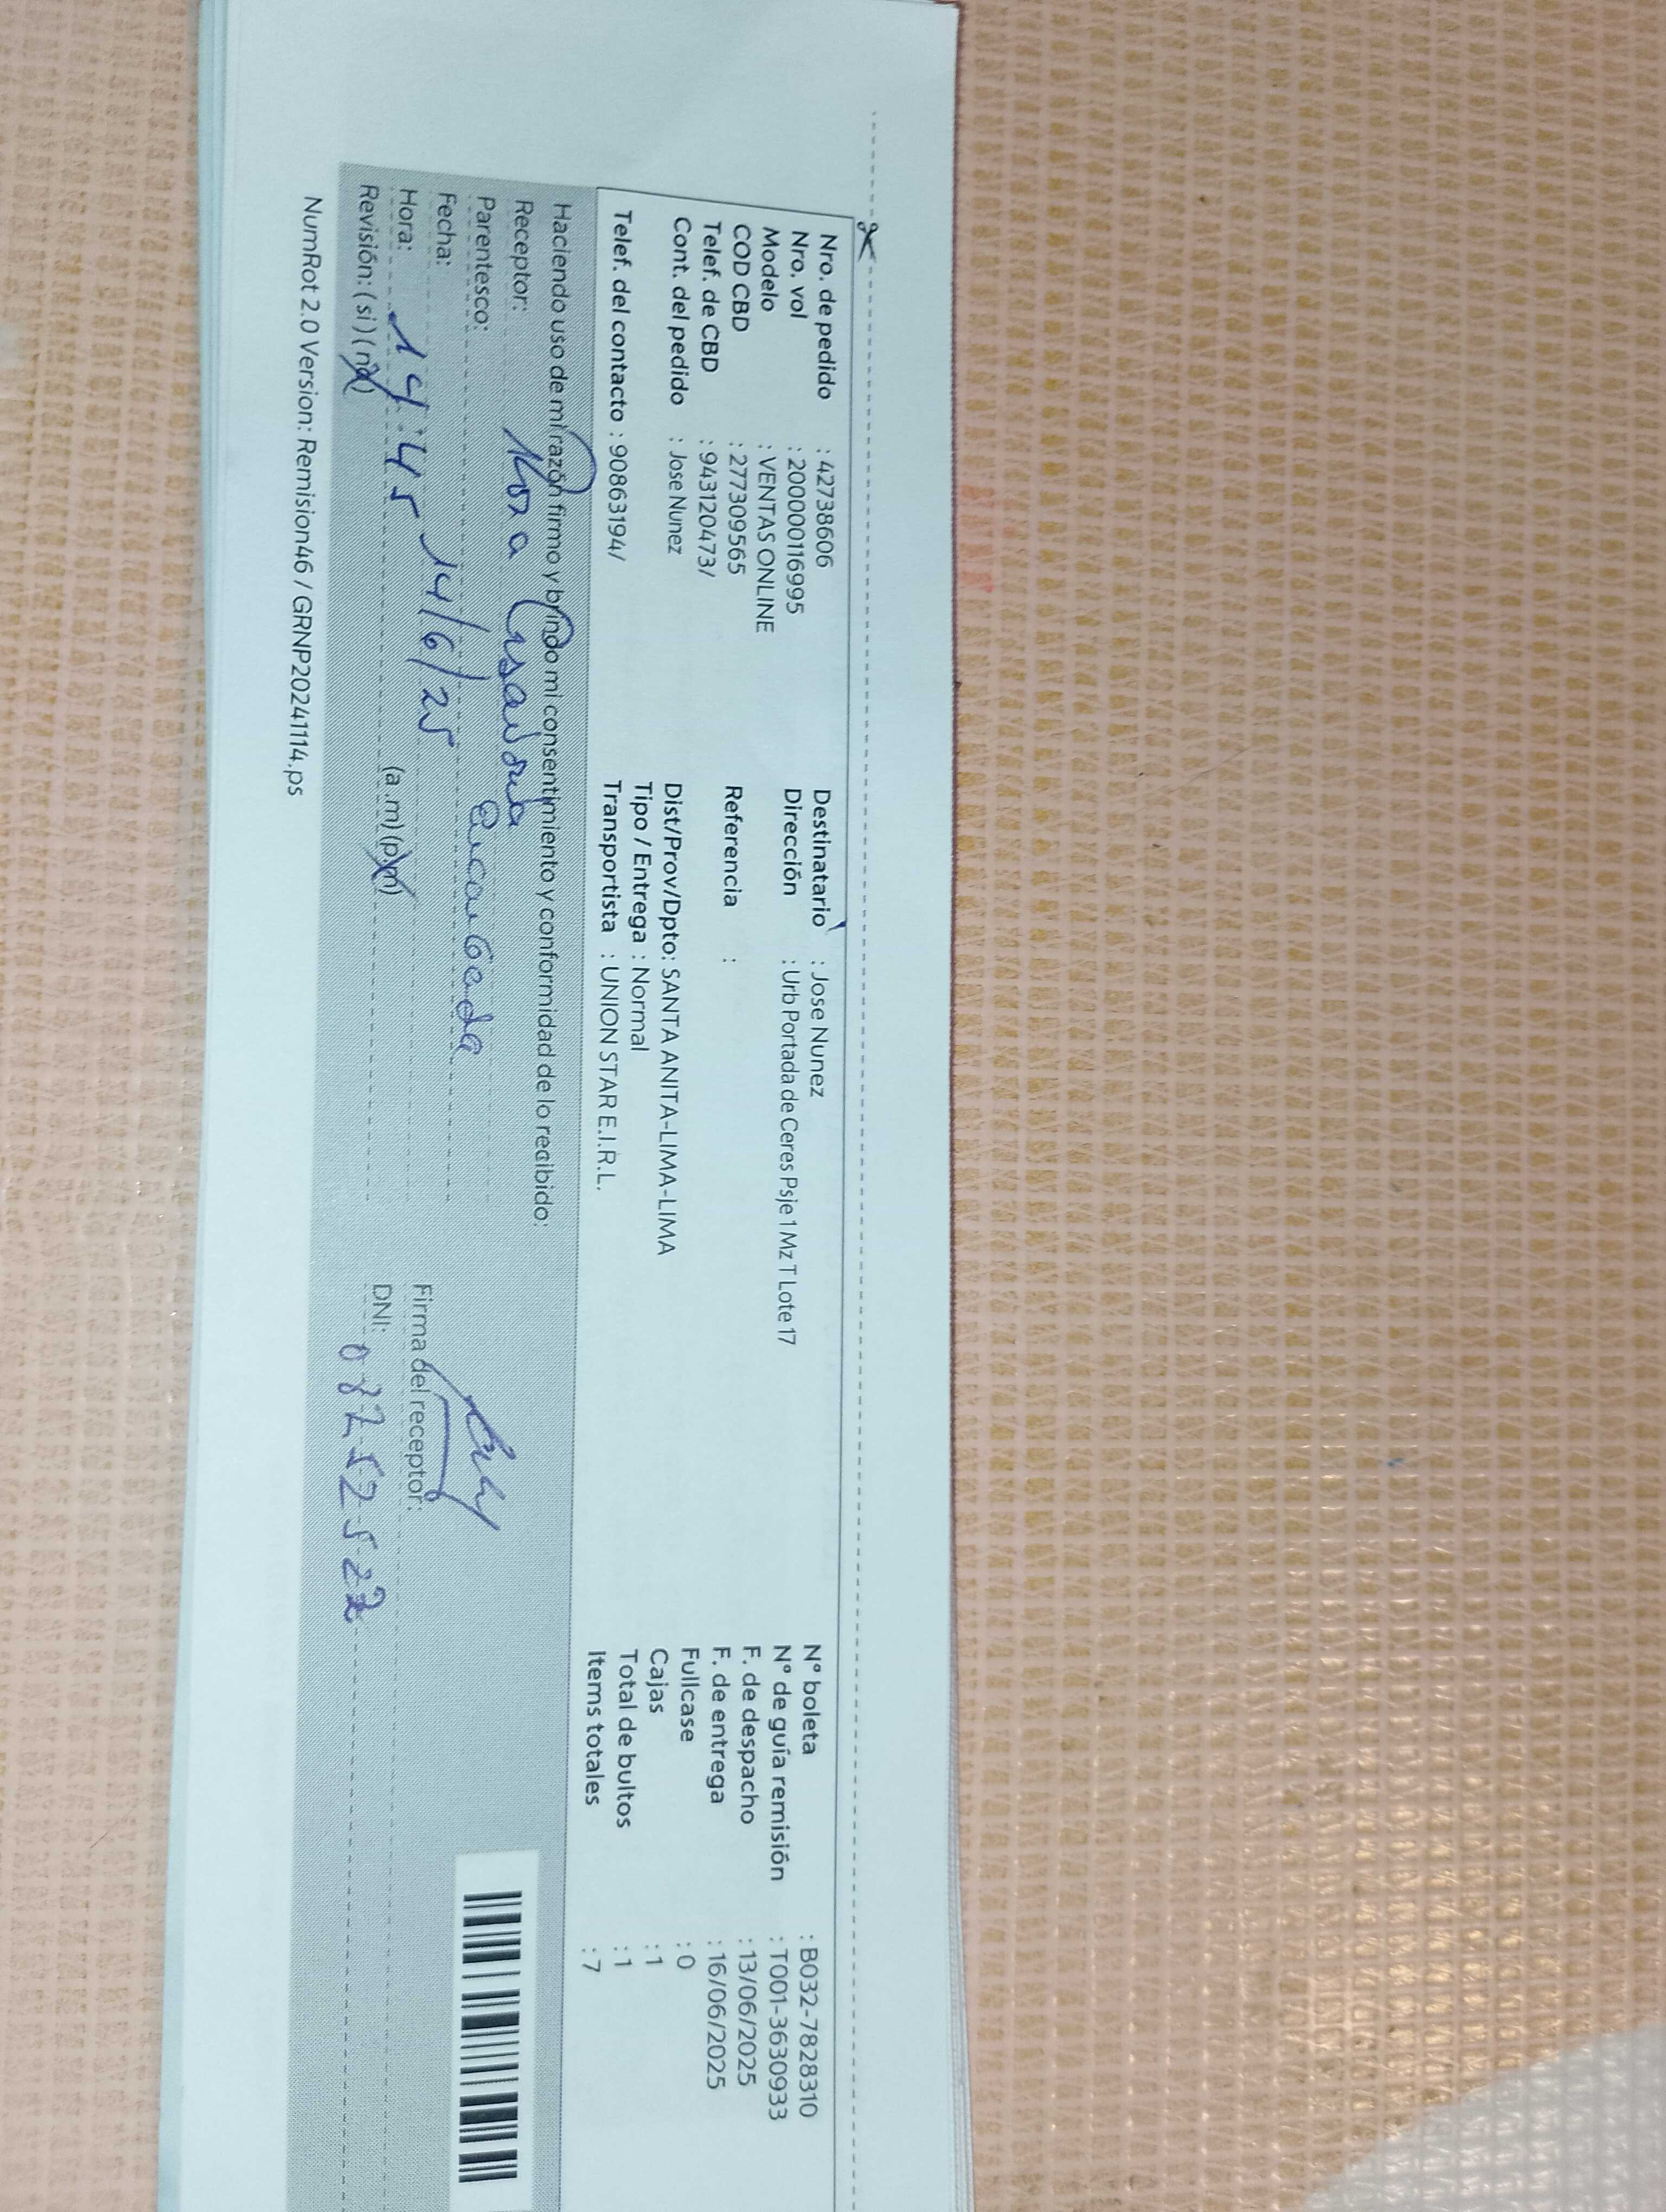 Nro. de pedido : 42738606
Nro. vol : 200000116995
Modelo : VENTAS ONLINE
COD CBD : 277309565
Telef. de CBD : 943120473/
Cont. del pedido : Jose Nunez
Telef. del contacto : 90863194/
Destinatario : Jose Nunez
Dirección : Urb Portada de Ceres Psje 1 Mz T Lote 17
Referencia :
Dist/Prov/Dpto: SANTA ANITA-LIMA-LIMA
Tipo / Entrega : Normal
Transportista : UNION STAR E.I.R.L.
N° boleta : B032-7828310
N° de guía remisión : T001-3630933
F. de despacho : 13/06/2025
F. de entrega : 16/06/2025
Fullcase : 0
Cajas : 1
Total de bultos : 1
Items totales : 7
Haciendo uso de mi razón firmo y brindo mi consentimiento y conformidad de lo recibido:
Receptor: Rosa
Parentesco: Encargada
Fecha: 14/6/25
Hora: 14:45 (a.m) (p.m)
Revisión: (si) (no)
Firma del receptor:
DNI:
NumRot 2.0 Version: Remision46 / GRNP20241114.ps